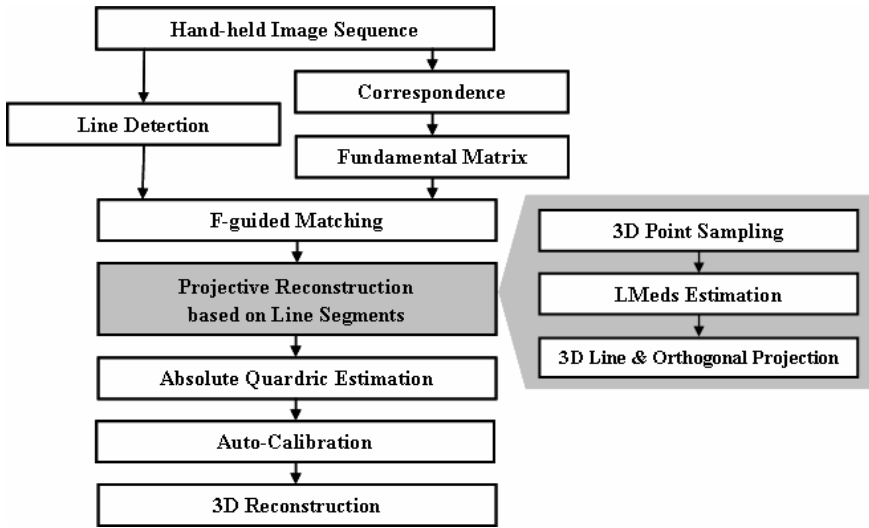 Hand-held Image Sequence
Correspondence
Line Detection
Fundamental Matrix
F-guided Matching
Projective Reconstruction
based on Line Segments
Absolute Quardric Estimation
Auto-Calibration
3D Reconstruction
3D Point Sampling
LMeds Estimation
3D Line & Orthogonal Projection